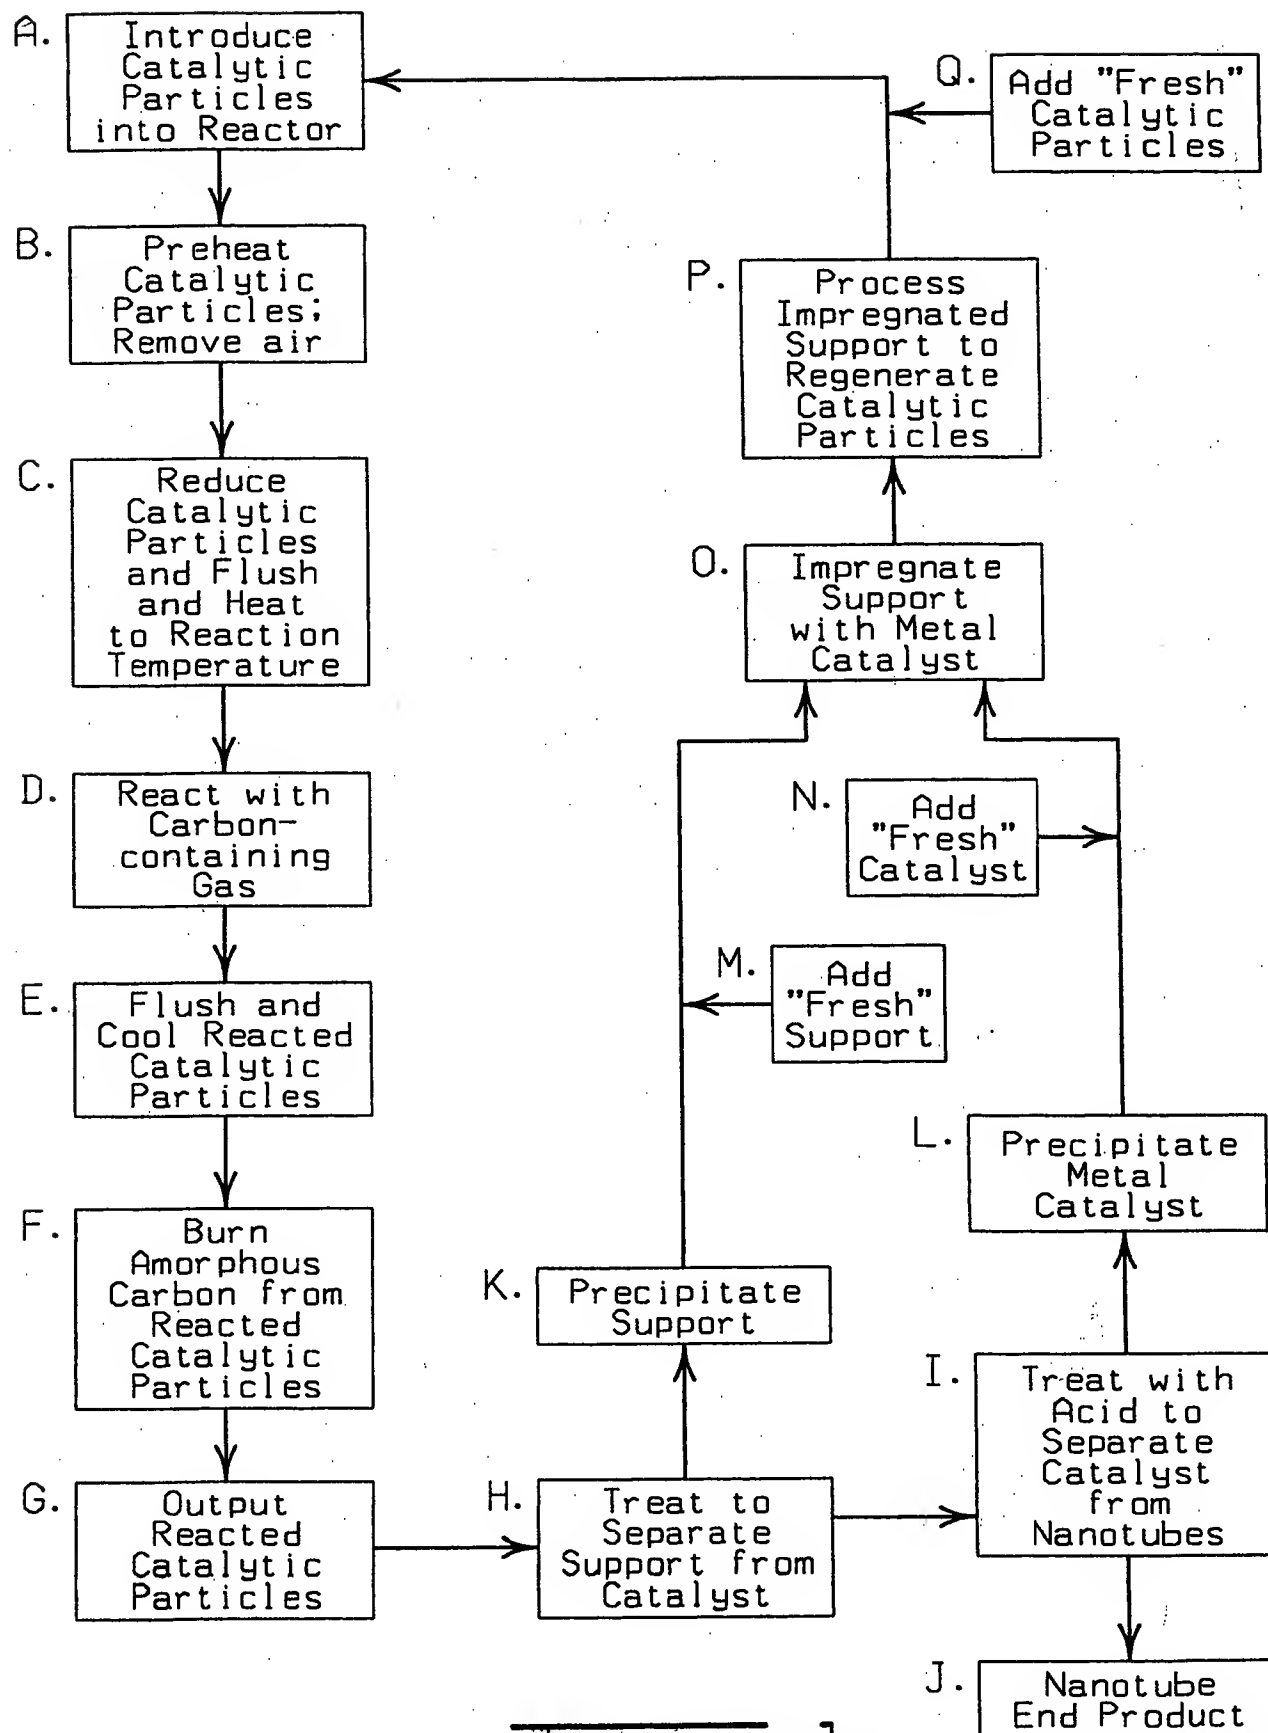 A.
Introduce
Catalytic
Particles
into Reactor
B.
Preheat
Catalytic
Particles;
Remove air
C.
Reduce
Catalytic
Particles
and Flush
and Heat
to Reaction
Temperature
D.
React with
Carbon-
containing
Gas
E.
Flush and
Cool Reacted
Catalytic
Particles
F.
Burn
Amorphous
Carbon from
Reacted
Catalytic
Particles
G.
Output
Reacted
Catalytic
Particles
H.
Treat to
Separate
Support from
Catalyst
I.
Treat with
Acid to
Separate
Catalyst
from
Nanotubes
J.
Nanotube
End Product
K.
Precipitate
Support
L.
Precipitate
Metal
Catalyst
M.
Add
"Fresh"
Support
N.
Add
"Fresh"
Catalyst
O.
Impregnate
Support
with Metal
Catalyst
P.
Process
Impregnated
Support to
Regenerate
Catalytic
Particles
Q.
Add "Fresh"
Catalytic
Particles